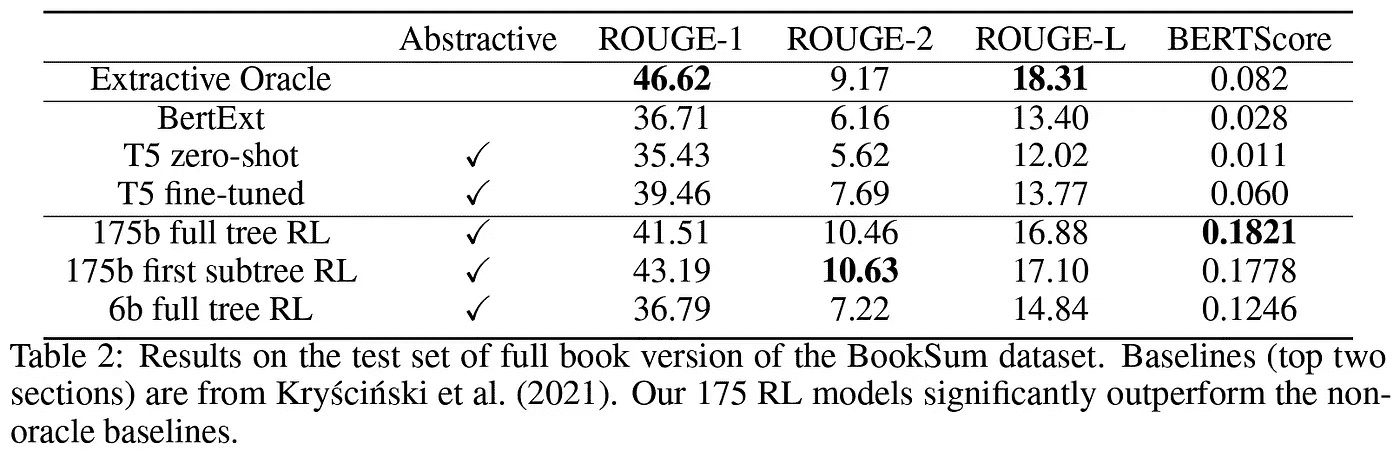 Abstractive ROUGE-1 ROUGE-2 ROUGE-L BERTScore
Extractive Oracle 46.62 9.17 18.31 0.082
BertExt 36.71 6.16 13.40 0.028
T5 zero-shot ✓ 35.43 5.62 12.02 0.011
T5 fine-tuned ✓ 39.46 7.69 13.77 0.060
175b full tree RL ✓ 41.51 10.46 16.88 0.1821
175b first subtree RL ✓ 43.19 10.63 17.10 0.1778
6b full tree RL ✓ 36.79 7.22 14.84 0.1246
Table 2: Results on the test set of full book version of the BookSum dataset. Baselines (top two
sections) are from Kryściński et al. (2021). Our 175 RL models significantly outperform the non-
oracle baselines.